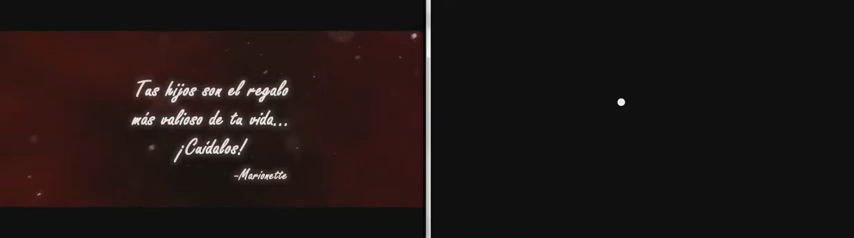 Tus hijos son el regalo
más valioso de tu vida...
¡Cuídalos!
-Marionette